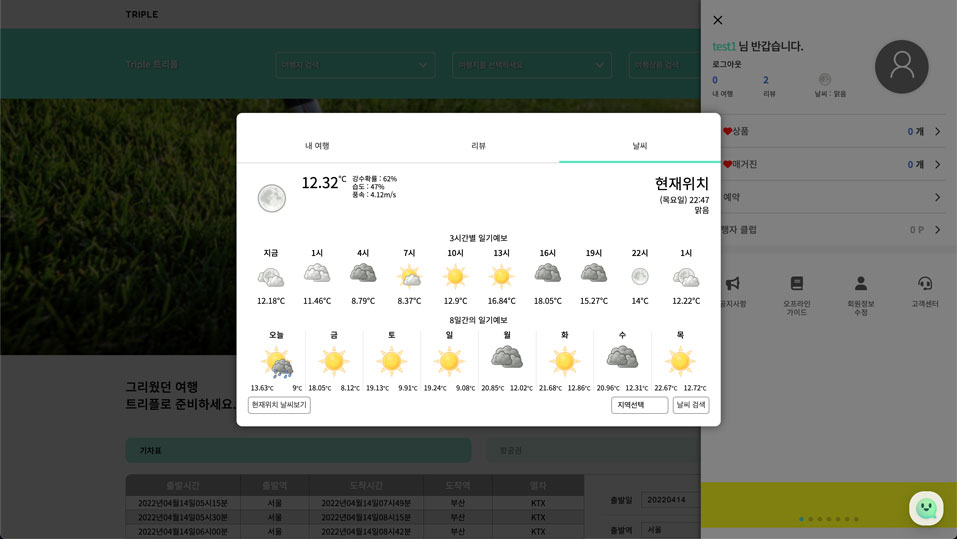 TRIPLE
Triple 트리플
여행지 검색
여행지를 선택하세요
여행상품 검색
test1 님 반갑습니다.
로그아웃
0 2
내 여행 리뷰 날씨 : 맑음
상품 0 개
매거진 0 개
예약
행자 클럽 0 P
공지사항 오프라인 가이드 회원정보 수정 고객센터
내 여행 리뷰 날씨
12.32℃
강수확률 : 62%
습도 : 47%
풍속 : 4.12m/s
현재위치
(목요일) 22:47
맑음
3시간별 일기예보
지금 1시 4시 7시 10시 13시 16시 19시 22시 1시
12.18℃ 11.46℃ 8.79℃ 8.37℃ 12.9℃ 16.84℃ 18.05℃ 15.27℃ 14℃ 12.22℃
8일간의 일기예보
오늘 금 토 일 월 화 수 목
13.63℃ 9℃ 18.05℃ 8.12℃ 19.13℃ 9.91℃ 19.24℃ 9.08℃ 20.85℃ 12.02℃ 21.68℃ 12.86℃ 20.96℃ 12.31℃ 22.67℃ 12.72℃
현재위치 날씨보기 지역선택 날씨 검색
그리웠던 여행
트리플로 준비하세요.
기차표 항공권
출발시간 출발역 도착시간 도착역 열차
2022년04월14일05시15분 서울 2022년04월14일07시49분 부산 KTX
2022년04월14일05시30분 서울 2022년04월14일08시15분 부산 KTX
2022년04월14일06시00분 서울 2022년04월14일08시42분 부산 KTX
출발일 20220414
출발역 서울